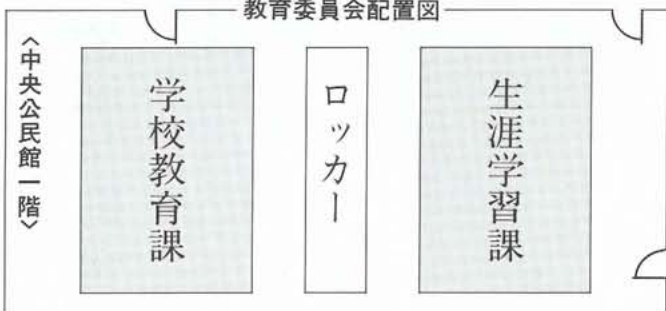 教育委員会配置図
〈中央公民館一階〉
学校教育課
ロッカー
生涯学習課